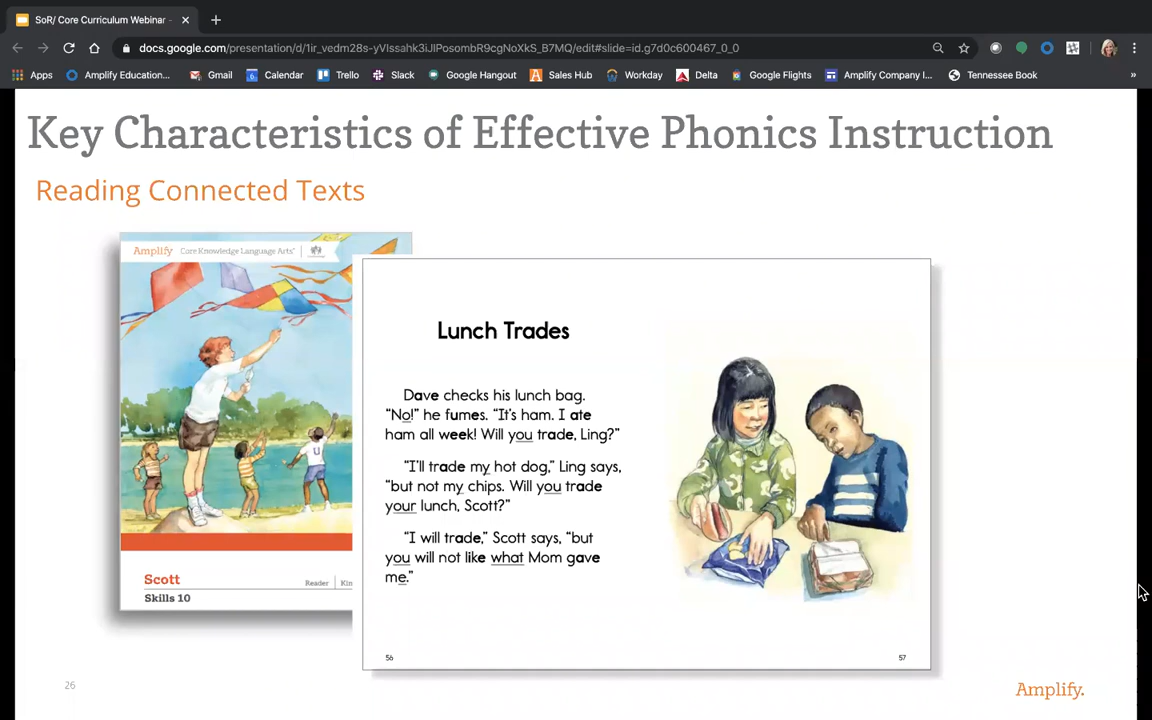 SoR/ Core Curriculum Webinar -
docs.google.com/presentation/d/1ir_vedm28s-yVIssahk3iJIPosombR9cgNoXkS_B7MQ/edit#slide=id.g7d0c600467_0_0
Apps Amplify Education... Gmail Calendar Trello Slack Google Hangout Sales Hub Workday Delta Google Flights Amplify Company I... Tennessee Book »
Key Characteristics of Effective Phonics Instruction
Reading Connected Texts
Amplify Core Knowledge Language Arts®
Scott
Reader
Skills 10
Lunch Trades
Dave checks his lunch bag.
“No!” he fumes. “It’s ham. I ate
ham all week! Will you trade, Ling?”
“I’ll trade my hot dog,” Ling says,
“but not my chips. Will you trade
your lunch, Scott?”
“I will trade,” Scott says, “but
you will not like what Mom gave
me.”
56
57
26
Amplify.